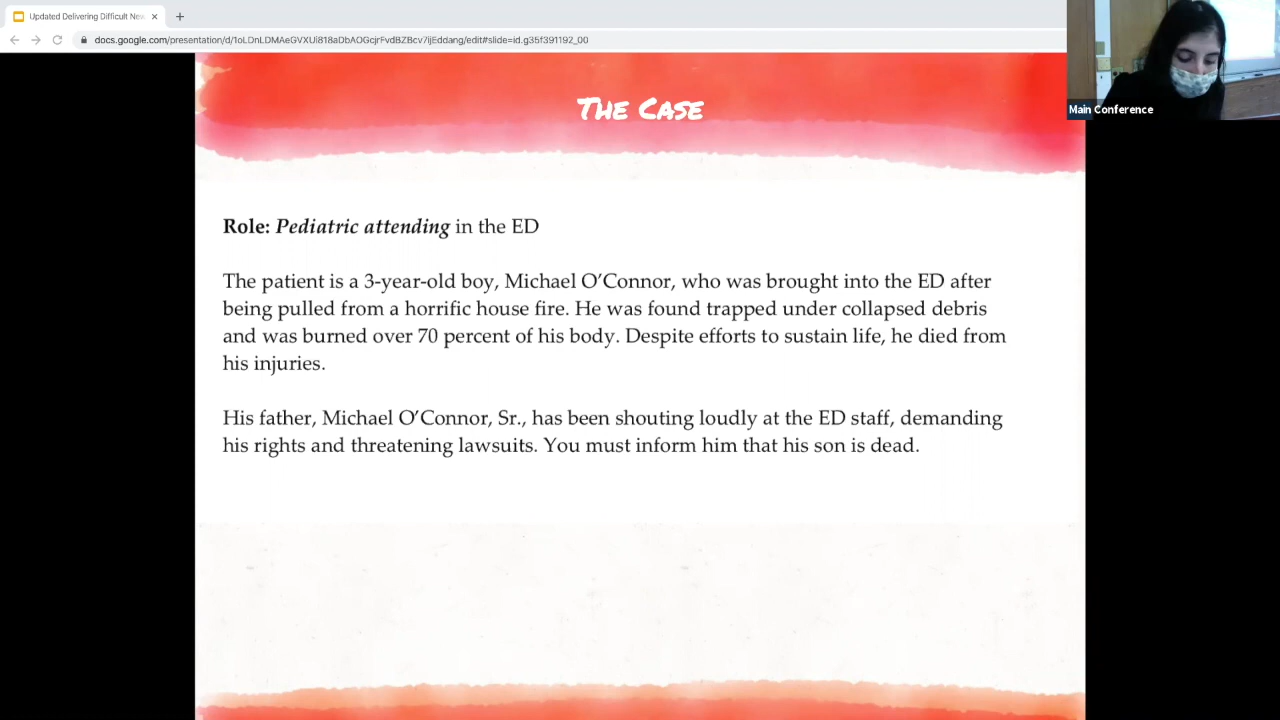 Updated Delivering Difficult New
docs.google.com/presentation/d/1oLDnLDMAeGVXUi818aDbAOGcjrFvdBZBcv7ljEddang/edit#slide=id.g35f391192_00
Main Conference
The Case
Role: Pediatric attending in the ED
The patient is a 3-year-old boy, Michael O’Connor, who was brought into the ED after
being pulled from a horrific house fire. He was found trapped under collapsed debris
and was burned over 70 percent of his body. Despite efforts to sustain life, he died from
his injuries.
His father, Michael O’Connor, Sr., has been shouting loudly at the ED staff, demanding
his rights and threatening lawsuits. You must inform him that his son is dead.